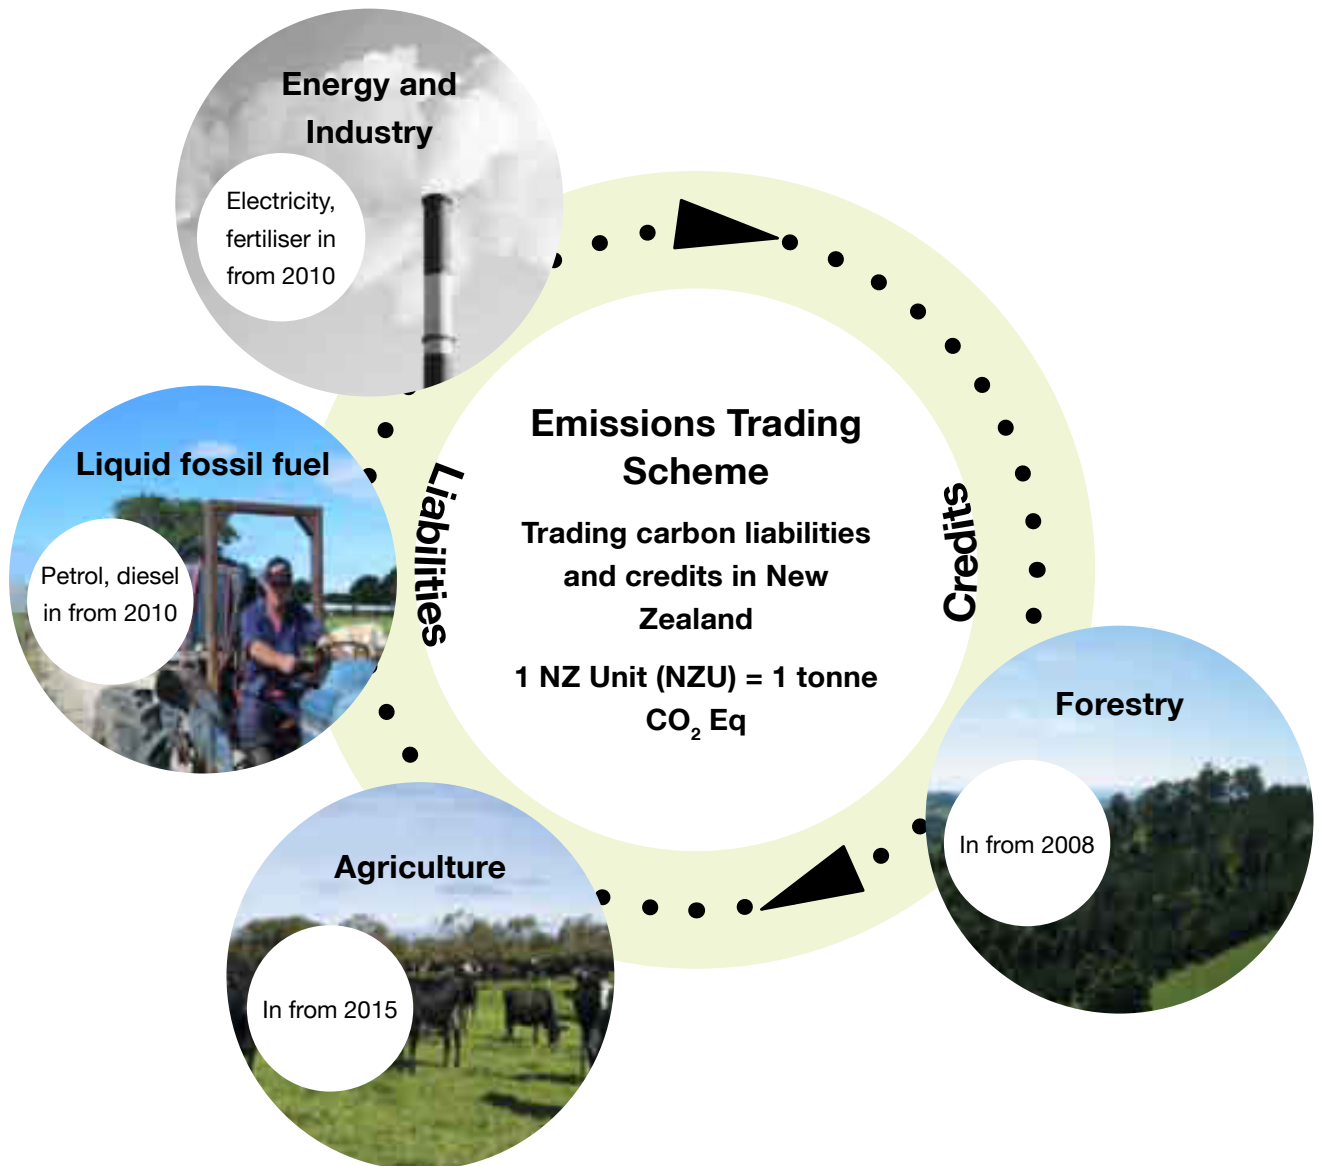 Energy and
Industry
Electricity,
fertiliser in
from 2010
Liquid fossil fuel
Petrol, diesel
in from 2010
Liabilities
Emissions Trading
Scheme
Trading carbon liabilities
and credits in New
Zealand
1 NZ Unit (NZU) = 1 tonne
CO₂ Eq
Credits
Forestry
In from 2008
Agriculture
In from 2015